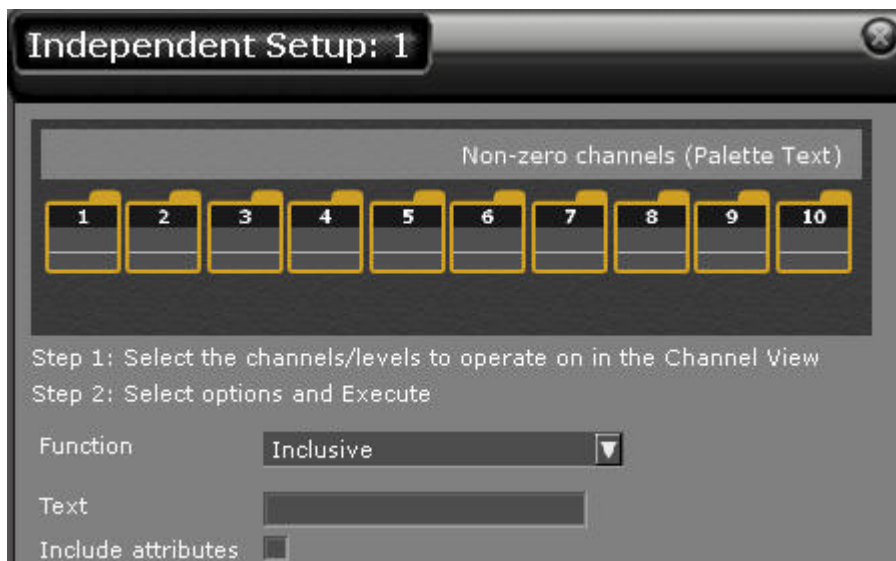 Independent Setup: 1
Non-zero channels (Palette Text)
1 2 3 4 5 6 7 8 9 10
Step 1: Select the channels/levels to operate on in the Channel View
Step 2: Select options and Execute
Function Inclusive
Text
Include attributes